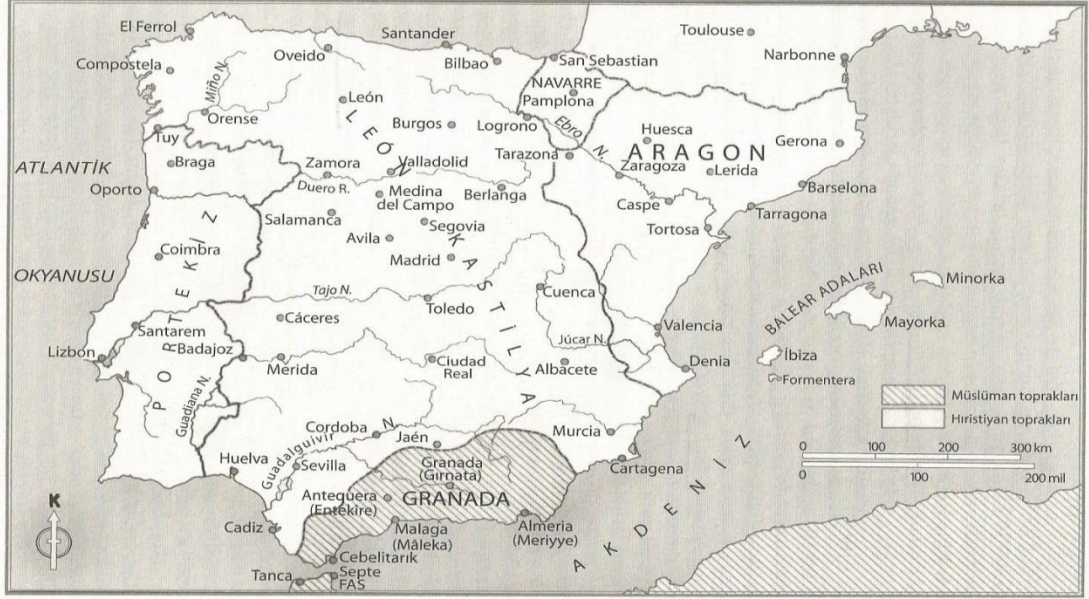 El Ferrol
Compostela
Oveido
Santander
Bilbao
San Sebastian
Toulouse
Narbonne
Miño N.
Orense
León
LEÓN
Burgos
Logrono
NAVARRE
Pamplona
Ebro N.
Huesca
ARAGON
Gerona
Tuy
Braga
Zamora
Valladolid
Tarazona
Zaragoza
Lerida
ATLANTİK
Oporto
Duero R.
Medina
del Campo
Berlanga
Barselona
Caspe
Tarragona
Salamanca
Segovia
Tortosa
Avila
Coimbra
Madrid
OKYANUSU
PORTEKİZ
KASTİLYA
BALEAR ADALARI
Minorka
Tajo N.
Toledo
Cuenca
Mayorka
Cáceres
Santarem
Valencia
Lizbon
Badajoz
Merida
Ciudad
Real
Júcar N.
Albacete
Denia
İbiza
Formentera
Guadiana N.
Müslüman toprakları
Hıristiyan toprakları
Cordoba
Guadalguivir N
Jaén
Murcia
0 100 200 300 km
0 100 200 mil
Huelva
Sevilla
Granada
(Gırnata)
Cartagena
Antequera
(Entekire)
GRANADA
K
Cadiz
Malaga
(Mâleka)
Almeria
(Meriyye)
AKDENİZ
Cebelitarık
Tanca
Septe
FAS